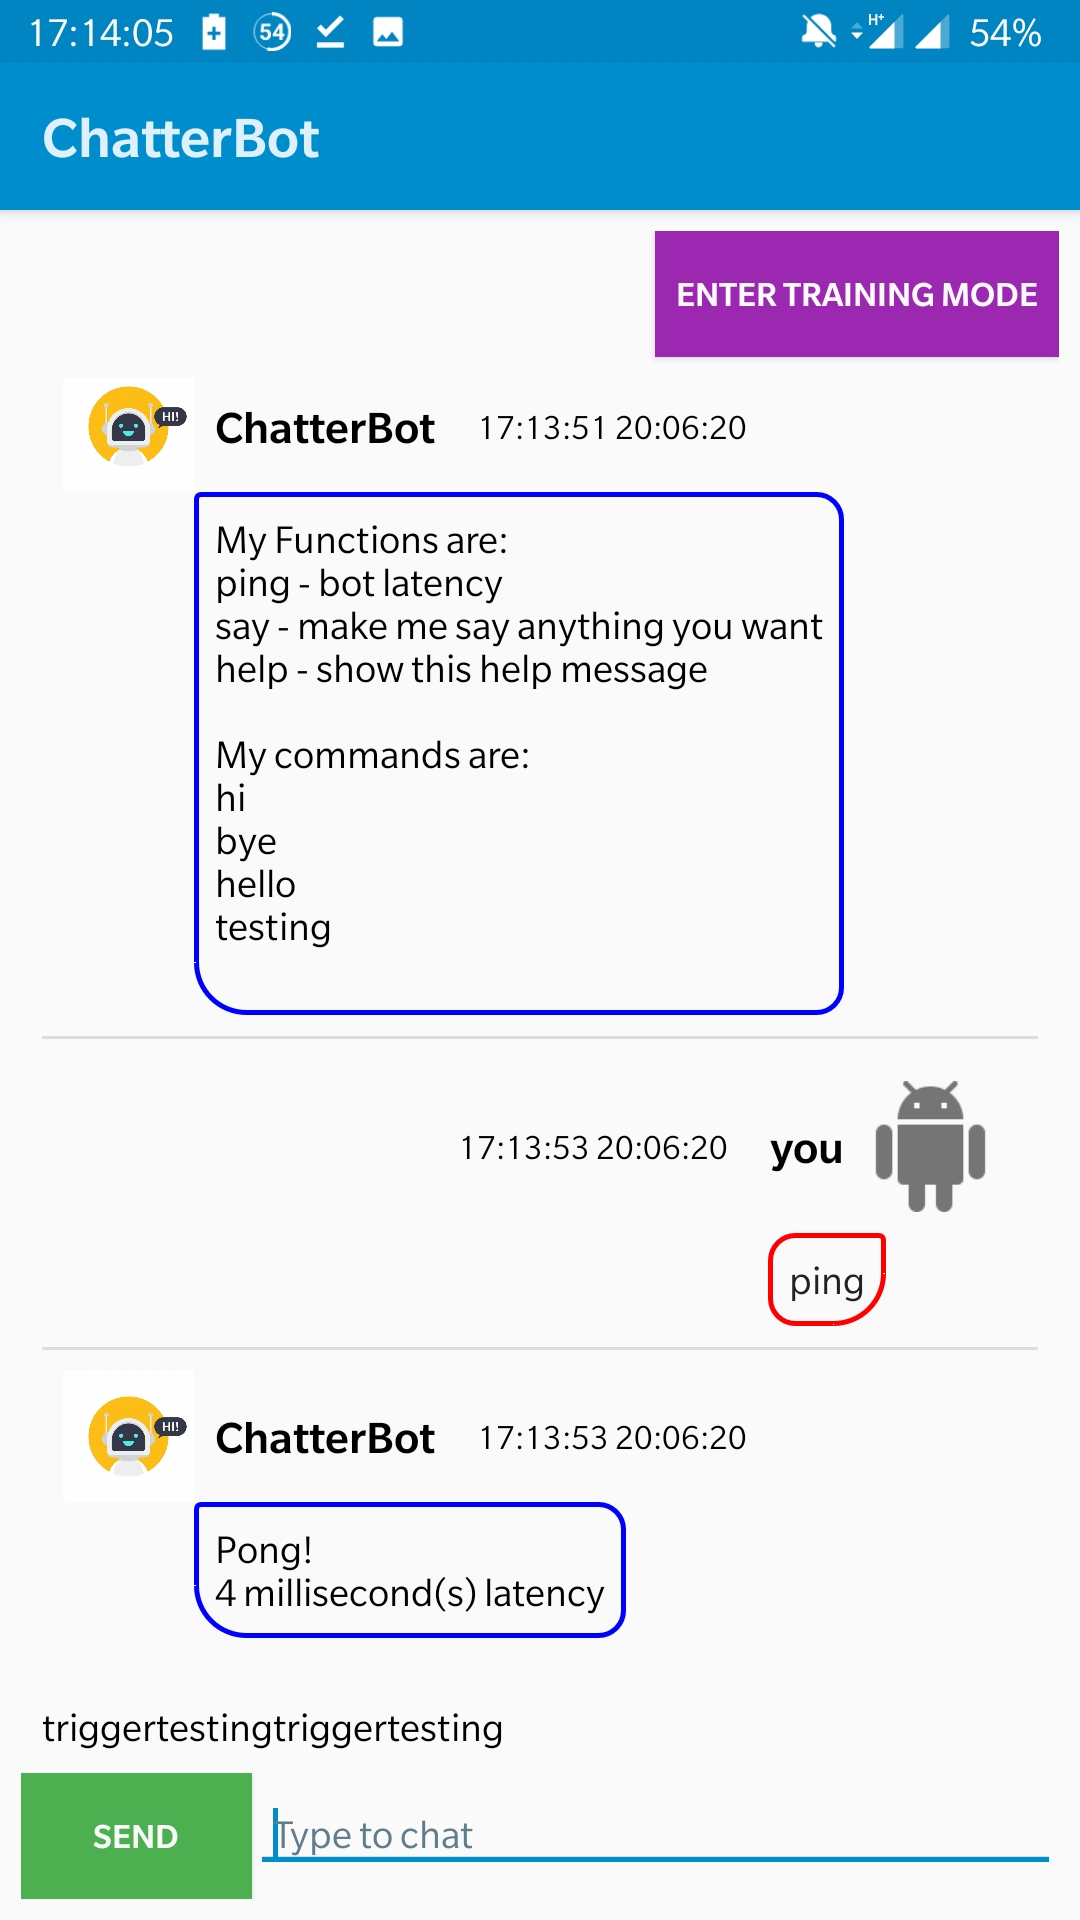 17:14:05 54 H+ 54%
ChatterBot
ENTER TRAINING MODE
HI!
ChatterBot 17:13:51 20:06:20
My Functions are:
ping - bot latency
say - make me say anything you want
help - show this help message
My commands are:
hi
bye
hello
testing
17:13:53 20:06:20 you
ping
HI!
ChatterBot 17:13:53 20:06:20
Pong!
4 millisecond(s) latency
triggertestingtriggertesting
SEND Type to chat